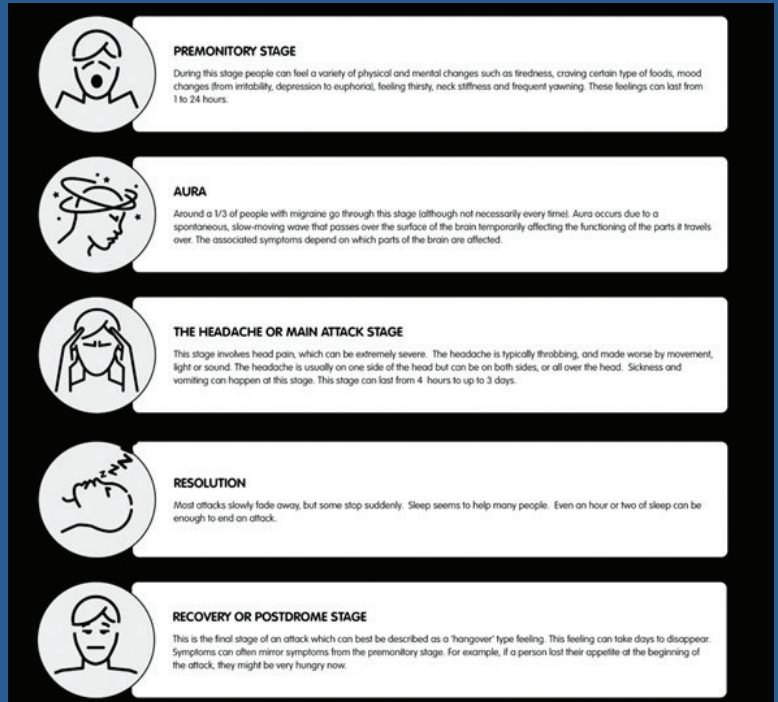 PREMONITORY STAGE
During this stage people can feel a variety of physical and mental changes such as tiredness, craving certain type of foods, mood
changes (from irritability, depression to euphoria), feeling thirsty, neck stiffness and frequent yawning. These feelings can last from
1 to 24 hours.
AURA
Around a 1/3 of people with migraine go through this stage (although not necessarily every time). Aura occurs due to a
spontaneous, slow-moving wave that passes over the surface of the brain temporarily affecting the functioning of the parts it travels
over. The associated symptoms depend on which parts of the brain are affected.
THE HEADACHE OR MAIN ATTACK STAGE
This stage involves head pain, which can be extremely severe. The headache is typically throbbing, and made worse by movement,
light or sound. The headache is usually on one side of the head but can be on both sides, or all over the head. Sickness and
vomiting can happen at this stage. This stage can last from 4 hours to up to 3 days.
zzzZZ
RESOLUTION
Most attacks slowly fade away, but some stop suddenly. Sleep seems to help many people. Even an hour or two of sleep can be
enough to end an attack.
RECOVERY OR POSTDROME STAGE
This is the final stage of an attack which can best be described as a 'hangover' type feeling. This feeling can take days to disappear.
Symptoms can often mirror symptoms from the premonitory stage. For example, if a person lost their appetite at the beginning of
the attack, they might be very hungry now.